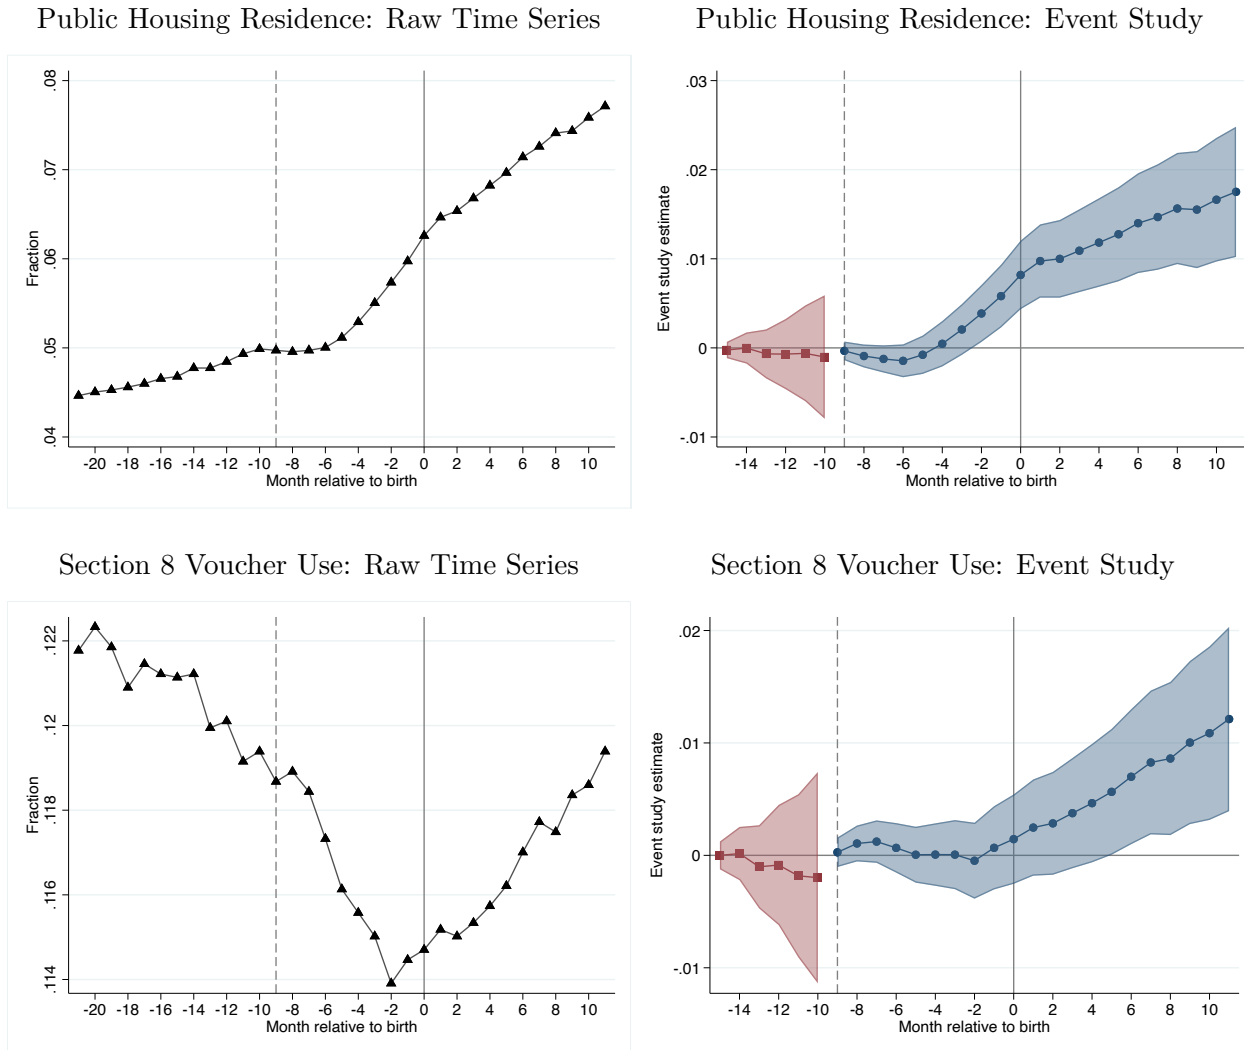 Public Housing Residence: Raw Time Series
Public Housing Residence: Event Study
Fraction
.08
.07
.06
.05
.04
-20 -18 -16 -14 -12 -10 -8 -6 -4 -2 0 2 4 6 8 10
Month relative to birth
Event study estimate
.03
.02
.01
0
-.01
-14 -12 -10 -8 -6 -4 -2 0 2 4 6 8 10
Month relative to birth
Section 8 Voucher Use: Raw Time Series
Section 8 Voucher Use: Event Study
Fraction
.122
.12
.118
.116
.114
-20 -18 -16 -14 -12 -10 -8 -6 -4 -2 0 2 4 6 8 10
Month relative to birth
Event study estimate
.02
.01
0
-.01
-14 -12 -10 -8 -6 -4 -2 0 2 4 6 8 10
Month relative to birth